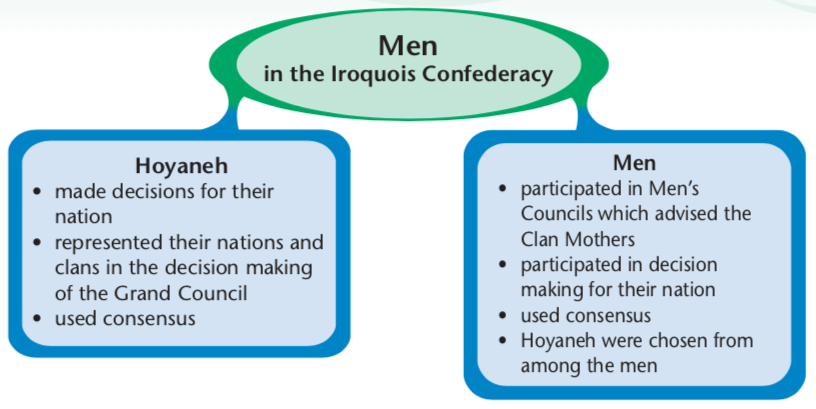 Men
in the Iroquois Confederacy
Hoyaneh
• made decisions for their
nation
• represented their nations and
clans in the decision making
of the Grand Council
• used consensus
Men
• participated in Men’s
Councils which advised the
Clan Mothers
• participated in decision
making for their nation
• used consensus
• Hoyaneh were chosen from
among the men